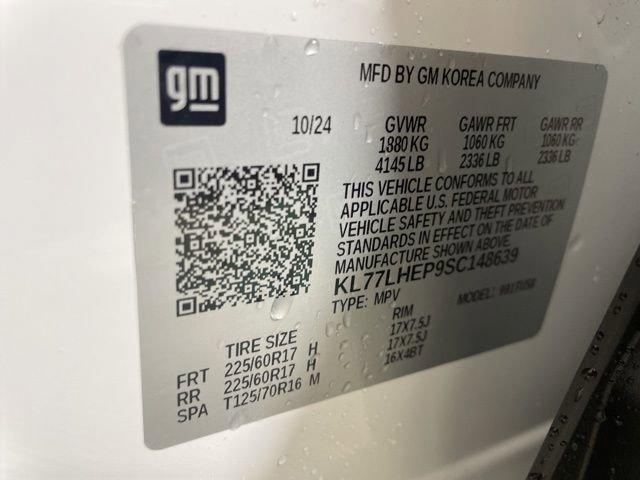 gm
MFD BY GM KOREA COMPANY
10/24 GVWR GAWR FRT GAWR RR
1880 KG 1060 KG 1060 KG
4145 LB 2336 LB 2336 LB
THIS VEHICLE CONFORMS TO ALL
APPLICABLE U.S. FEDERAL MOTOR
VEHICLE SAFETY AND THEFT PREVENTION
STANDARDS IN EFFECT ON THE DATE OF
MANUFACTURE SHOWN ABOVE.
KL77LHEP9SC148639
TYPE: MPV MODEL:
TIRE SIZE RIM
FRT 225/60R17 H 17X7.5J
RR 225/60R17 H 17X7.5J
SPA T125/70R16 M 16X4BT